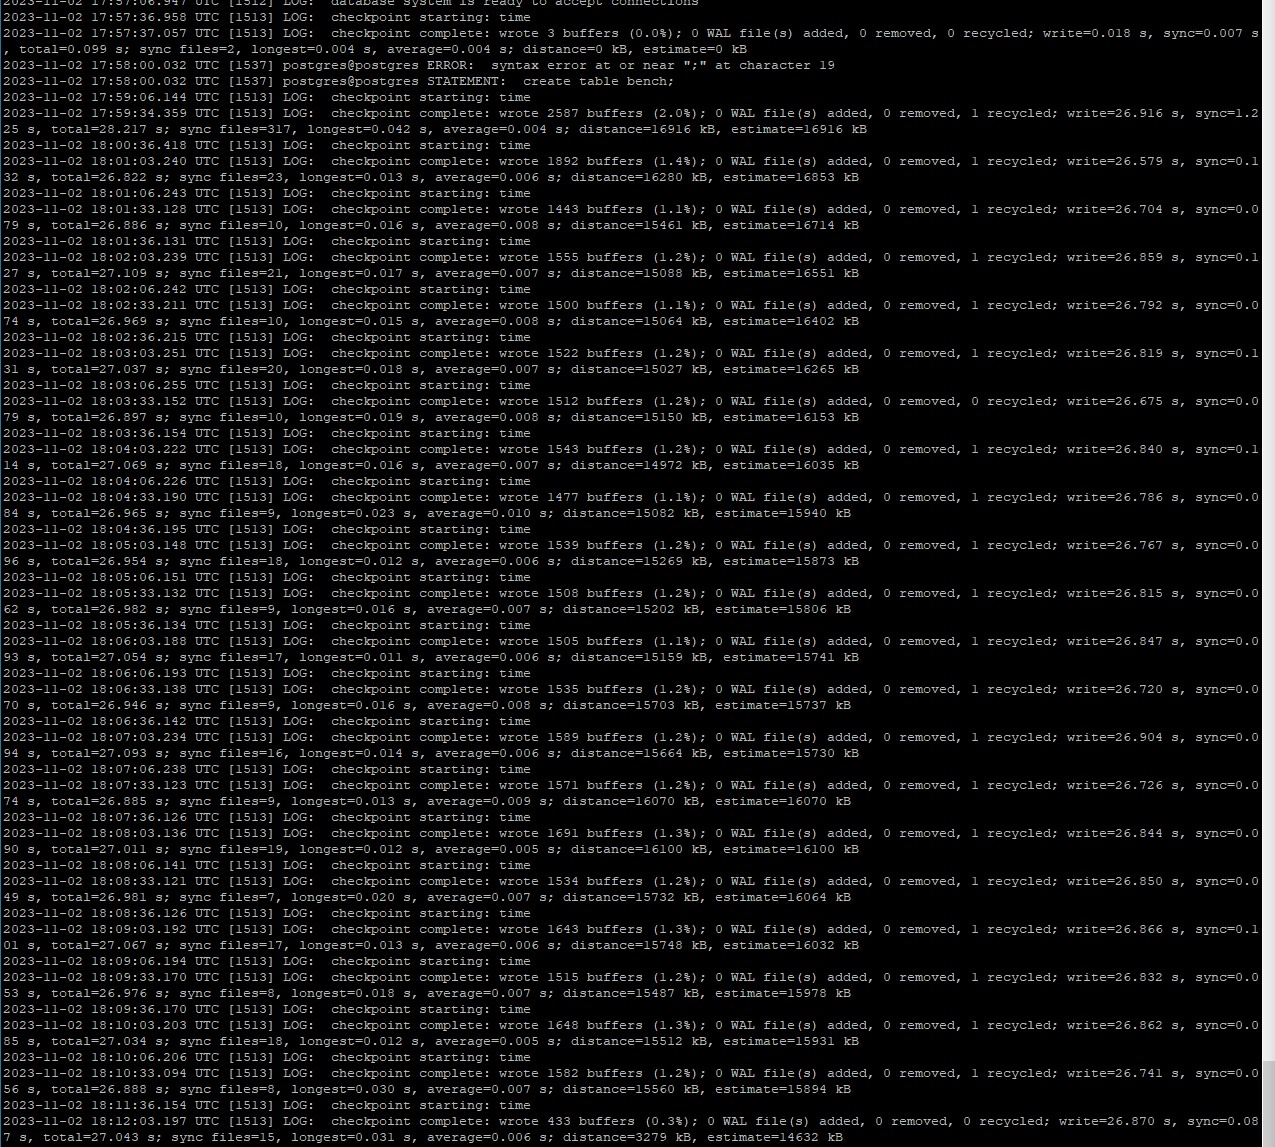 2023-11-02 17:57:06.947 UTC [1512] LOG:  database system is ready to accept connections
2023-11-02 17:57:36.958 UTC [1513] LOG:  checkpoint starting: time
2023-11-02 17:57:37.057 UTC [1513] LOG:  checkpoint complete: wrote 3 buffers (0.0%); 0 WAL file(s) added, 0 removed, 0 recycled; write=0.018 s, sync=0.007 s
, total=0.099 s; sync files=2, longest=0.004 s, average=0.004 s; distance=0 kB, estimate=0 kB
2023-11-02 17:58:00.032 UTC [1537] postgres@postgres ERROR:  syntax error at or near ";" at character 19
2023-11-02 17:58:00.032 UTC [1537] postgres@postgres STATEMENT:  create table bench;
2023-11-02 17:59:06.144 UTC [1513] LOG:  checkpoint starting: time
2023-11-02 17:59:34.359 UTC [1513] LOG:  checkpoint complete: wrote 2587 buffers (2.0%); 0 WAL file(s) added, 0 removed, 1 recycled; write=26.916 s, sync=1.2
25 s, total=28.217 s; sync files=317, longest=0.042 s, average=0.004 s; distance=16916 kB, estimate=16916 kB
2023-11-02 18:00:36.418 UTC [1513] LOG:  checkpoint starting: time
2023-11-02 18:01:03.240 UTC [1513] LOG:  checkpoint complete: wrote 1892 buffers (1.4%); 0 WAL file(s) added, 0 removed, 1 recycled; write=26.579 s, sync=0.1
32 s, total=26.822 s; sync files=23, longest=0.013 s, average=0.006 s; distance=16280 kB, estimate=16853 kB
2023-11-02 18:01:06.243 UTC [1513] LOG:  checkpoint starting: time
2023-11-02 18:01:33.128 UTC [1513] LOG:  checkpoint complete: wrote 1443 buffers (1.1%); 0 WAL file(s) added, 0 removed, 1 recycled; write=26.704 s, sync=0.0
79 s, total=26.886 s; sync files=10, longest=0.016 s, average=0.008 s; distance=15461 kB, estimate=16714 kB
2023-11-02 18:01:36.131 UTC [1513] LOG:  checkpoint starting: time
2023-11-02 18:02:03.239 UTC [1513] LOG:  checkpoint complete: wrote 1555 buffers (1.2%); 0 WAL file(s) added, 0 removed, 1 recycled; write=26.859 s, sync=0.1
27 s, total=27.109 s; sync files=21, longest=0.017 s, average=0.007 s; distance=15088 kB, estimate=16551 kB
2023-11-02 18:02:06.242 UTC [1513] LOG:  checkpoint starting: time
2023-11-02 18:02:33.211 UTC [1513] LOG:  checkpoint complete: wrote 1500 buffers (1.1%); 0 WAL file(s) added, 0 removed, 1 recycled; write=26.792 s, sync=0.0
74 s, total=26.969 s; sync files=10, longest=0.015 s, average=0.008 s; distance=15064 kB, estimate=16402 kB
2023-11-02 18:02:36.215 UTC [1513] LOG:  checkpoint starting: time
2023-11-02 18:03:03.251 UTC [1513] LOG:  checkpoint complete: wrote 1522 buffers (1.2%); 0 WAL file(s) added, 0 removed, 1 recycled; write=26.819 s, sync=0.1
31 s, total=27.037 s; sync files=20, longest=0.018 s, average=0.007 s; distance=15027 kB, estimate=16265 kB
2023-11-02 18:03:06.255 UTC [1513] LOG:  checkpoint starting: time
2023-11-02 18:03:33.152 UTC [1513] LOG:  checkpoint complete: wrote 1512 buffers (1.2%); 0 WAL file(s) added, 0 removed, 0 recycled; write=26.675 s, sync=0.0
79 s, total=26.897 s; sync files=10, longest=0.019 s, average=0.008 s; distance=15150 kB, estimate=16153 kB
2023-11-02 18:03:36.154 UTC [1513] LOG:  checkpoint starting: time
2023-11-02 18:04:03.222 UTC [1513] LOG:  checkpoint complete: wrote 1543 buffers (1.2%); 0 WAL file(s) added, 0 removed, 1 recycled; write=26.840 s, sync=0.1
14 s, total=27.069 s; sync files=18, longest=0.016 s, average=0.007 s; distance=14972 kB, estimate=16035 kB
2023-11-02 18:04:06.226 UTC [1513] LOG:  checkpoint starting: time
2023-11-02 18:04:33.190 UTC [1513] LOG:  checkpoint complete: wrote 1477 buffers (1.1%); 0 WAL file(s) added, 0 removed, 1 recycled; write=26.786 s, sync=0.0
84 s, total=26.965 s; sync files=9, longest=0.023 s, average=0.010 s; distance=15082 kB, estimate=15940 kB
2023-11-02 18:04:36.195 UTC [1513] LOG:  checkpoint starting: time
2023-11-02 18:05:03.148 UTC [1513] LOG:  checkpoint complete: wrote 1539 buffers (1.2%); 0 WAL file(s) added, 0 removed, 1 recycled; write=26.767 s, sync=0.0
96 s, total=26.954 s; sync files=18, longest=0.012 s, average=0.006 s; distance=15269 kB, estimate=15873 kB
2023-11-02 18:05:06.151 UTC [1513] LOG:  checkpoint starting: time
2023-11-02 18:05:33.132 UTC [1513] LOG:  checkpoint complete: wrote 1508 buffers (1.2%); 0 WAL file(s) added, 0 removed, 1 recycled; write=26.815 s, sync=0.0
62 s, total=26.982 s; sync files=9, longest=0.016 s, average=0.007 s; distance=15202 kB, estimate=15806 kB
2023-11-02 18:05:36.134 UTC [1513] LOG:  checkpoint starting: time
2023-11-02 18:06:03.188 UTC [1513] LOG:  checkpoint complete: wrote 1505 buffers (1.1%); 0 WAL file(s) added, 0 removed, 1 recycled; write=26.847 s, sync=0.0
93 s, total=27.054 s; sync files=17, longest=0.011 s, average=0.006 s; distance=15159 kB, estimate=15741 kB
2023-11-02 18:06:06.193 UTC [1513] LOG:  checkpoint starting: time
2023-11-02 18:06:33.138 UTC [1513] LOG:  checkpoint complete: wrote 1535 buffers (1.2%); 0 WAL file(s) added, 0 removed, 1 recycled; write=26.720 s, sync=0.0
70 s, total=26.946 s; sync files=9, longest=0.016 s, average=0.008 s; distance=15703 kB, estimate=15737 kB
2023-11-02 18:06:36.142 UTC [1513] LOG:  checkpoint starting: time
2023-11-02 18:07:03.234 UTC [1513] LOG:  checkpoint complete: wrote 1589 buffers (1.2%); 0 WAL file(s) added, 0 removed, 1 recycled; write=26.904 s, sync=0.0
94 s, total=27.093 s; sync files=16, longest=0.014 s, average=0.006 s; distance=15664 kB, estimate=15730 kB
2023-11-02 18:07:06.238 UTC [1513] LOG:  checkpoint starting: time
2023-11-02 18:07:33.123 UTC [1513] LOG:  checkpoint complete: wrote 1571 buffers (1.2%); 0 WAL file(s) added, 0 removed, 1 recycled; write=26.726 s, sync=0.0
74 s, total=26.885 s; sync files=9, longest=0.013 s, average=0.009 s; distance=16070 kB, estimate=16070 kB
2023-11-02 18:07:36.126 UTC [1513] LOG:  checkpoint starting: time
2023-11-02 18:08:03.136 UTC [1513] LOG:  checkpoint complete: wrote 1691 buffers (1.3%); 0 WAL file(s) added, 0 removed, 1 recycled; write=26.844 s, sync=0.0
90 s, total=27.011 s; sync files=19, longest=0.012 s, average=0.005 s; distance=16100 kB, estimate=16100 kB
2023-11-02 18:08:06.141 UTC [1513] LOG:  checkpoint starting: time
2023-11-02 18:08:33.121 UTC [1513] LOG:  checkpoint complete: wrote 1534 buffers (1.2%); 0 WAL file(s) added, 0 removed, 1 recycled; write=26.850 s, sync=0.0
49 s, total=26.981 s; sync files=7, longest=0.020 s, average=0.007 s; distance=15732 kB, estimate=16064 kB
2023-11-02 18:08:36.126 UTC [1513] LOG:  checkpoint starting: time
2023-11-02 18:09:03.192 UTC [1513] LOG:  checkpoint complete: wrote 1643 buffers (1.3%); 0 WAL file(s) added, 0 removed, 1 recycled; write=26.866 s, sync=0.1
01 s, total=27.067 s; sync files=17, longest=0.013 s, average=0.006 s; distance=15748 kB, estimate=16032 kB
2023-11-02 18:09:06.194 UTC [1513] LOG:  checkpoint starting: time
2023-11-02 18:09:33.170 UTC [1513] LOG:  checkpoint complete: wrote 1515 buffers (1.2%); 0 WAL file(s) added, 0 removed, 1 recycled; write=26.832 s, sync=0.0
53 s, total=26.976 s; sync files=8, longest=0.018 s, average=0.007 s; distance=15487 kB, estimate=15978 kB
2023-11-02 18:09:36.170 UTC [1513] LOG:  checkpoint starting: time
2023-11-02 18:10:03.203 UTC [1513] LOG:  checkpoint complete: wrote 1648 buffers (1.3%); 0 WAL file(s) added, 0 removed, 1 recycled; write=26.862 s, sync=0.0
85 s, total=27.034 s; sync files=18, longest=0.012 s, average=0.005 s; distance=15512 kB, estimate=15931 kB
2023-11-02 18:10:06.206 UTC [1513] LOG:  checkpoint starting: time
2023-11-02 18:10:33.094 UTC [1513] LOG:  checkpoint complete: wrote 1582 buffers (1.2%); 0 WAL file(s) added, 0 removed, 1 recycled; write=26.741 s, sync=0.0
56 s, total=26.888 s; sync files=8, longest=0.030 s, average=0.007 s; distance=15560 kB, estimate=15894 kB
2023-11-02 18:11:36.154 UTC [1513] LOG:  checkpoint starting: time
2023-11-02 18:12:03.197 UTC [1513] LOG:  checkpoint complete: wrote 433 buffers (0.3%); 0 WAL file(s) added, 0 removed, 0 recycled; write=26.870 s, sync=0.08
7 s, total=27.043 s; sync files=15, longest=0.031 s, average=0.006 s; distance=3279 kB, estimate=14632 kB